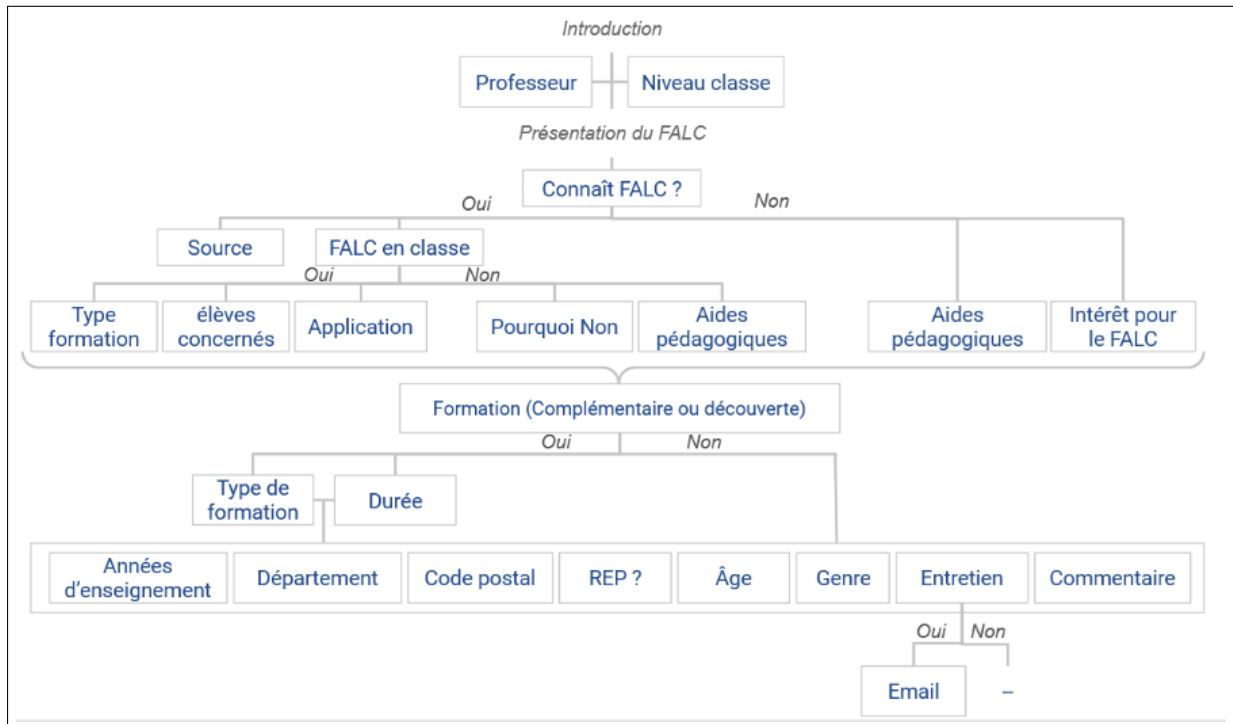 Introduction
Professeur
Niveau classe
Présentation du FALC
Connaît FALC ?
Oui
Non
Source
FALC en classe
Oui
Non
Type
formation
élèves
concernés
Application
Pourquoi Non
Aides
pédagogiques
Aides
pédagogiques
Intérêt pour
le FALC
Formation (Complémentaire ou découverte)
Oui
Non
Type de
formation
Durée
Années
d'enseignement
Département
Code postal
REP ?
Âge
Genre
Entretien
Commentaire
Oui
Non
Email
–